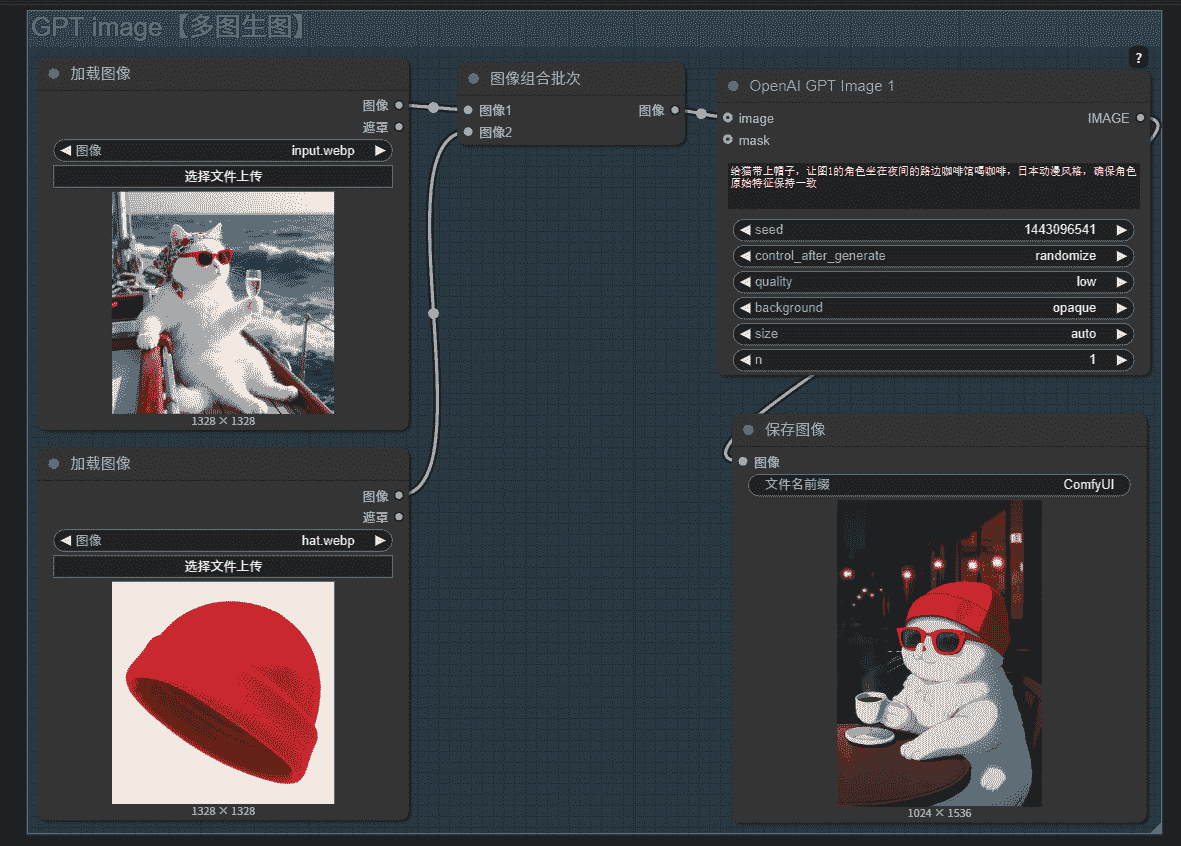 GPT image【多图生图】
?
加载图像
图像
遮罩
图像 input.webp
选择文件上传
1328 × 1328
加载图像
图像
遮罩
图像 hat.webp
选择文件上传
1328 × 1328
图像组合批次
图像1 图像
图像2
OpenAI GPT Image 1
image IMAGE
mask
给猫带上帽子，让图1的角色坐在夜间的路边咖啡馆喝咖啡，日本动漫风格，确保角色
原始特征保持一致
seed 1443096541
control_after_generate randomize
quality low
background opaque
size auto
n 1
保存图像
图像
文件名前缀 ComfyUI
1024 × 1536